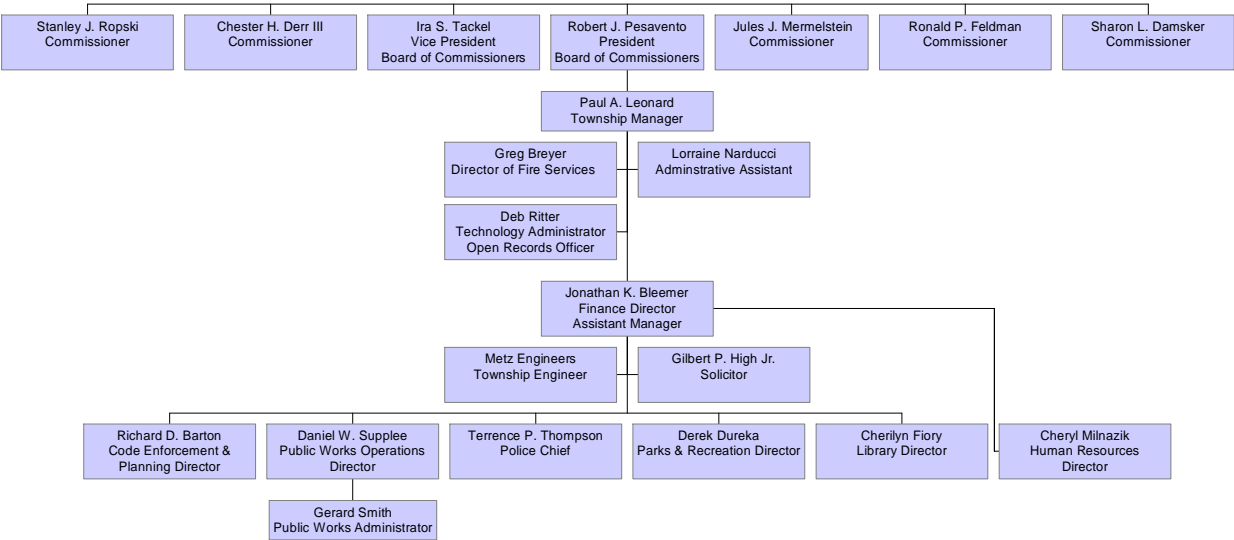 Stanley J. Ropski
Commissioner
Chester H. Derr III
Commissioner
Ira S. Tackel
Vice President
Board of Commissioners
Robert J. Pesavento
President
Board of Commissioners
Jules J. Mermelstein
Commissioner
Ronald P. Feldman
Commissioner
Sharon L. Damsker
Commissioner
Paul A. Leonard
Township Manager
Greg Breyer
Director of Fire Services
Lorraine Narducci
Adminstrative Assistant
Deb Ritter
Technology Administrator
Open Records Officer
Jonathan K. Bleemer
Finance Director
Assistant Manager
Metz Engineers
Township Engineer
Gilbert P. High Jr.
Solicitor
Richard D. Barton
Code Enforcement &
Planning Director
Daniel W. Supplee
Public Works Operations
Director
Terrence P. Thompson
Police Chief
Derek Dureka
Parks & Recreation Director
Cherilyn Fiory
Library Director
Cheryl Milnazik
Human Resources
Director
Gerard Smith
Public Works Administrator